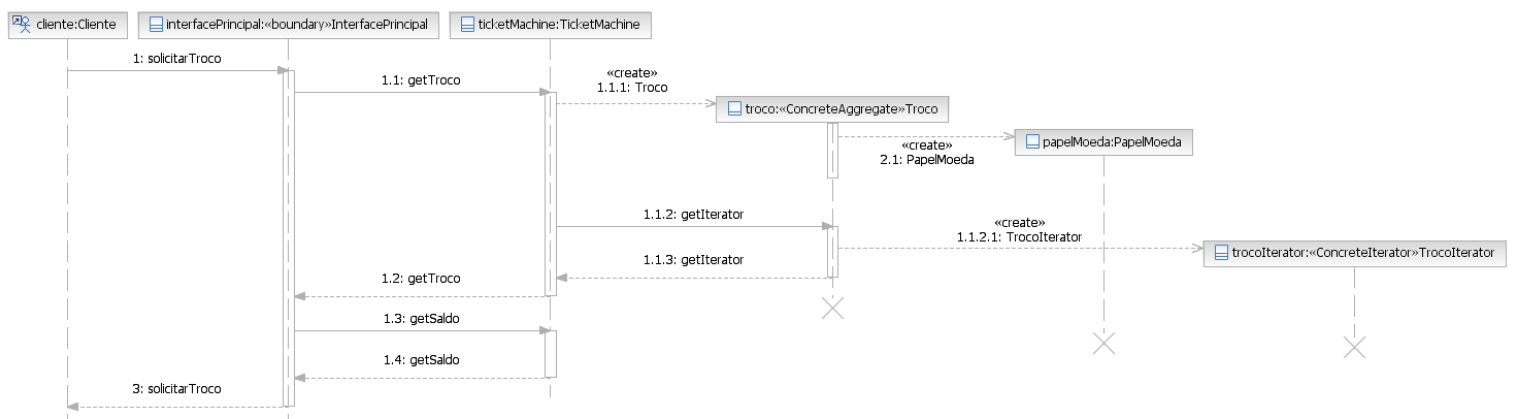 cliente:Cliente
interfacePrincipal:«boundary»InterfacePrincipal
ticketMachine:TicketMachine
1: solicitarTroco
1.1: getTroco
«create»
1.1.1: Troco
troco:«ConcreteAggregate»Troco
«create»
2.1: PapelMoeda
papelMoeda:PapelMoeda
1.1.2: getIterator
«create»
1.1.2.1: TrocoIterator
trocoIterator:«ConcreteIterator»TrocoIterator
1.1.3: getIterator
1.2: getTroco
1.3: getSaldo
1.4: getSaldo
3: solicitarTroco